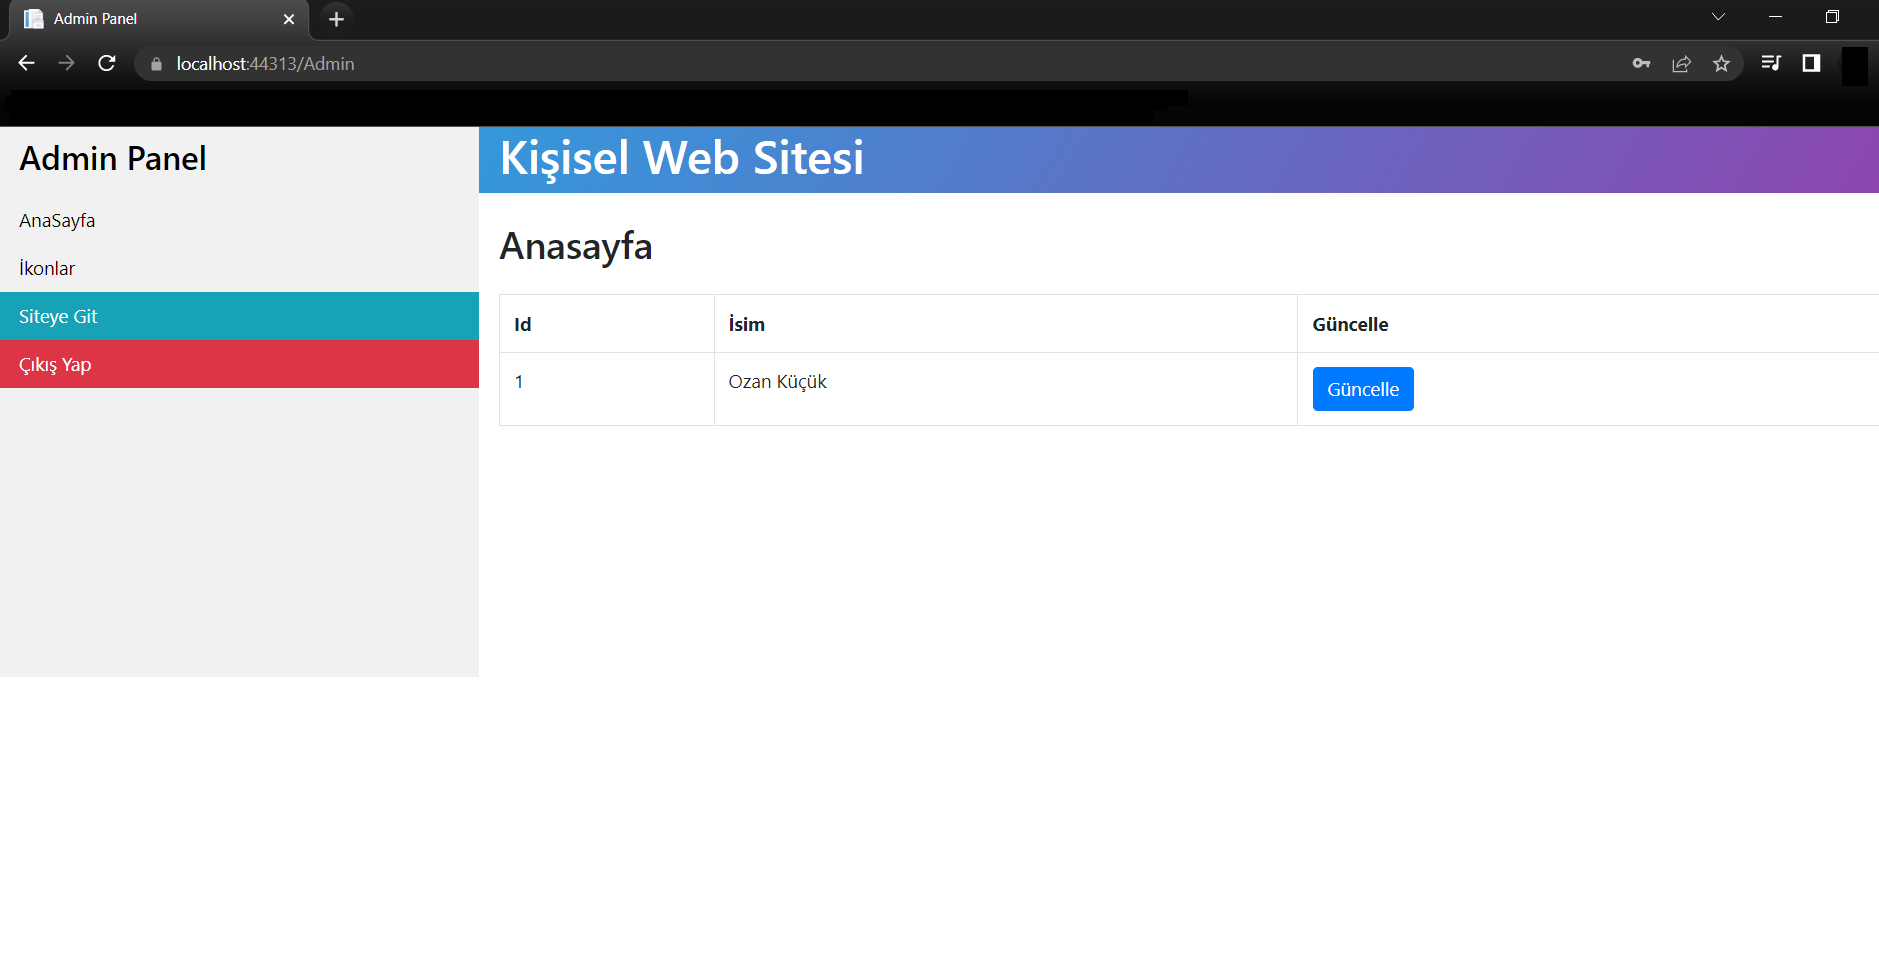 Admin Panel
localhost:44313/Admin
Admin Panel
AnaSayfa
İkonlar
Siteye Git
Çıkış Yap
Kişisel Web Sitesi
Anasayfa
Id İsim Güncelle
1 Ozan Küçük Güncelle